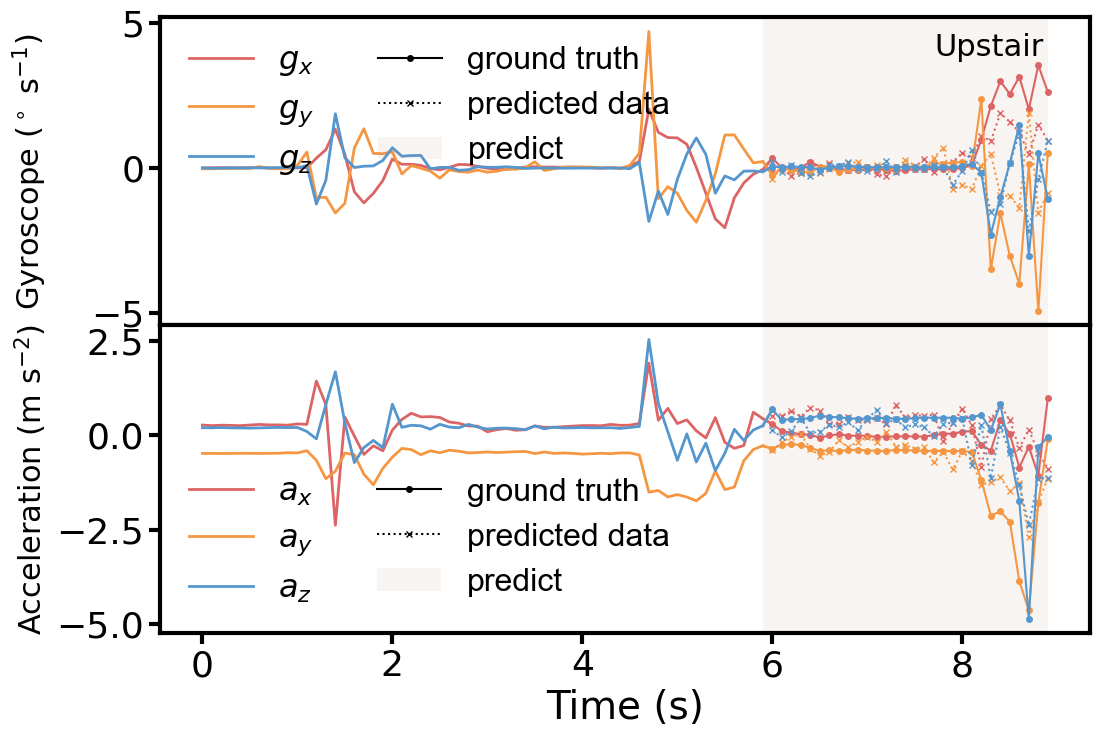 5
0
−5
Gyroscope (° s⁻¹)
g_x
g_y
g_z
ground truth
predicted data
predict
Upstair
2.5
0.0
−2.5
−5.0
Acceleration (m s⁻²)
a_x
a_y
a_z
ground truth
predicted data
predict
0 2 4 6 8
Time (s)